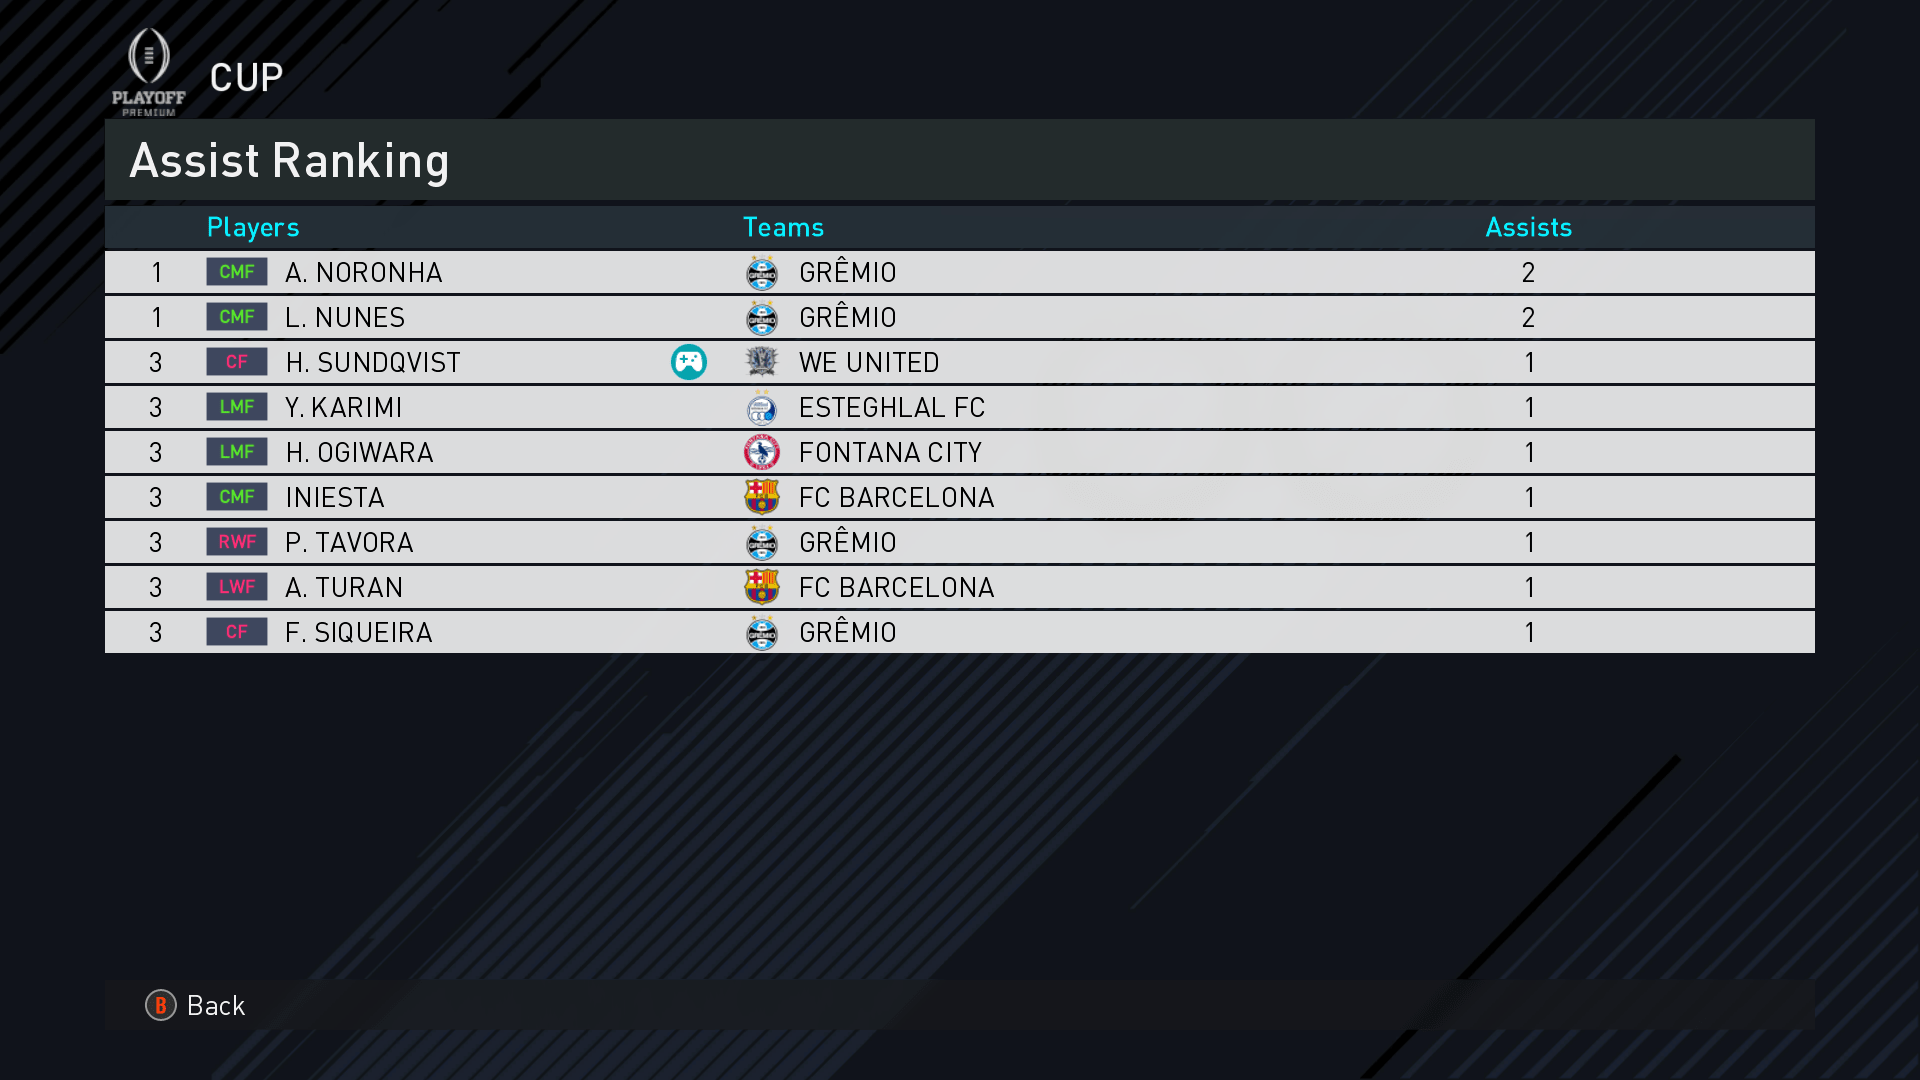 PLAYOFF
PREMIUM
CUP
Assist Ranking
Players Teams Assists
1 CMF A. NORONHA GRÊMIO 2
1 CMF L. NUNES GRÊMIO 2
3 CF H. SUNDQVIST WE UNITED 1
3 LMF Y. KARIMI ESTEGHLAL FC 1
3 LMF H. OGIWARA FONTANA CITY 1
3 CMF INIESTA FC BARCELONA 1
3 RWF P. TAVORA GRÊMIO 1
3 LWF A. TURAN FC BARCELONA 1
3 CF F. SIQUEIRA GRÊMIO 1
B Back